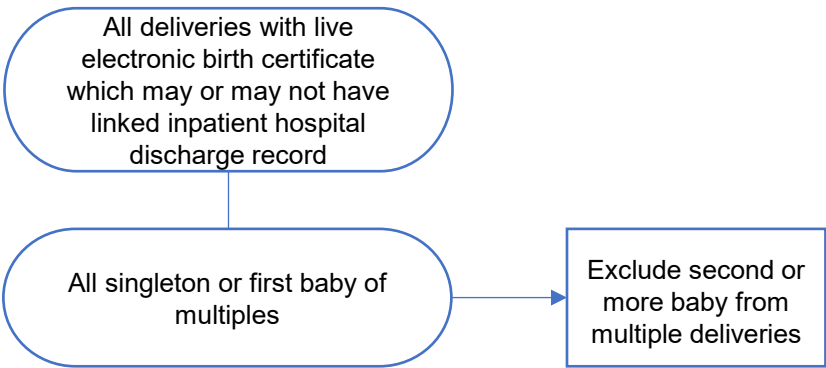 All deliveries with live
electronic birth certificate
which may or may not have
linked inpatient hospital
discharge record
All singleton or first baby of
multiples
Exclude second or
more baby from
multiple deliveries